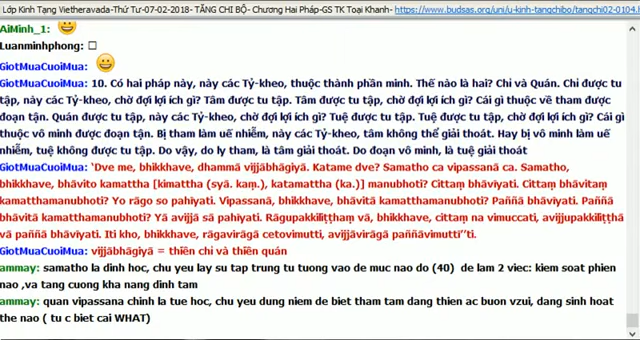 Lớp Kinh Tạng Vietheravada-Thứ Tư-07-02-2018- TĂNG CHI BỘ- Chương Hai Pháp-GS TK Toại Khanh- https://www.budsas.org/uni/u-kinh-tangchibo/tangchi02-0104.h
AiMinh_1:
Luanminhphong:
GiotMuaCuoiMua:
GiotMuaCuoiMua: 10. Có hai pháp này, này các Tỷ-kheo, thuộc thành phần minh. Thế nào là hai? Chỉ và Quán. Chỉ được tu
tập, này các Tỷ-kheo, chờ đợi lợi ích gì? Tâm được tu tập. Tâm được tu tập, chờ đợi lợi ích gì? Cái gì thuộc về tham được
đoạn tận. Quán được tu tập, này các Tỷ-kheo, chờ đợi lợi ích gì? Tuệ được tu tập. Tuệ được tu tập, chờ đợi lợi ích gì? Cái gì
thuộc vô minh được đoạn tận. Bị tham làm uế nhiễm, này các Tỷ-kheo, tâm không thể giải thoát. Hay bị vô minh làm uế
nhiễm, tuệ không được tu tập. Do vậy, do ly tham, là tâm giải thoát. Do đoạn vô minh, là tuệ giải thoát
GiotMuaCuoiMua: ‘Dve me, bhikkhave, dhammā vijjābhāgiyā. Katame dve? Samatho ca vipassanā ca. Samatho,
bhikkhave, bhāvito kamattha [kimattha (syā. kaṃ.), katamattha (ka.)] manubhoti? Cittaṃ bhāvīyati. Cittaṃ bhāvitaṃ
kamatthamanubhoti? Yo rāgo so pahīyati. Vipassanā, bhikkhave, bhāvitā kamatthamanubhoti? Paññā bhāvīyati. Paññā
bhāvitā kamatthamanubhoti? Yā avijjā sā pahīyati. Rāgupakkiliṭṭhaṃ vā, bhikkhave, cittaṃ na vimuccati, avijjupakkiliṭṭhā
vā paññā bhāvīyati. Iti kho, bhikkhave, rāgavirāgā cetovimutti, avijjāvirāgā paññāvimuttī’’ti.
GiotMuaCuoiMua: vijjābhāgiyā = thiền chỉ và thiền quán
ammay: samatho la dinh hoc, chu yeu lay su tap trung tu tuong vao de muc nao do (40) de lam 2 viec: kiem soat phien
nao ,va tang cuong kha nang dinh tam
ammay: quan vipassana chinh la tue hoc, chu yeu dung niem de biet tham tam dang thien ac buon vzui, dang sinh hoat
the nao ( tu c biet cai WHAT)